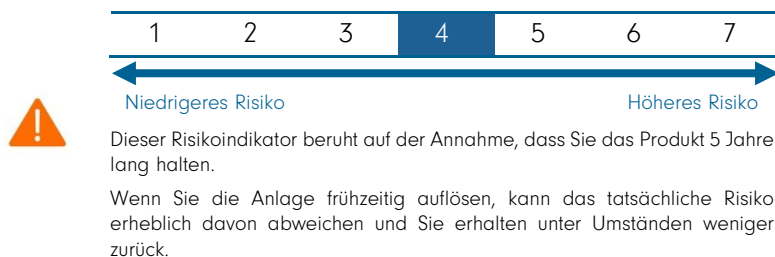 1 2 3 4 5 6 7
Niedrigeres Risiko Höheres Risiko
Dieser Risikoindikator beruht auf der Annahme, dass Sie das Produkt 5 Jahre
lang halten.
Wenn Sie die Anlage frühzeitig auflösen, kann das tatsächliche Risiko
erheblich davon abweichen und Sie erhalten unter Umständen weniger
zurück.